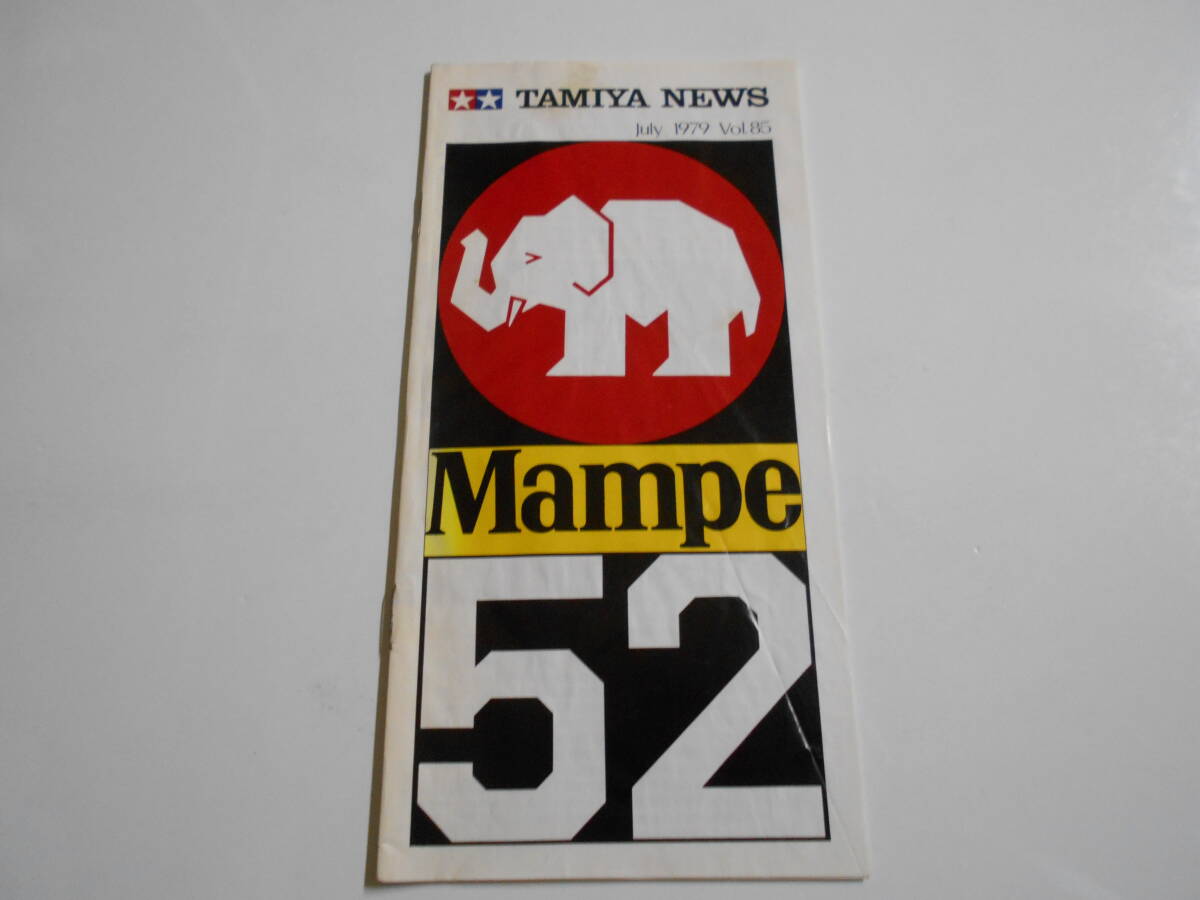 TAMIYA NEWS
July 1979 Vol.85
Mampe
52